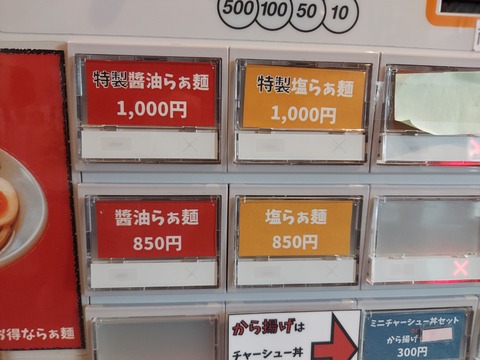 500 100 50 10
特製醬油らぁ麺
1,000円
特製塩らぁ麺
1,000円
醬油らぁ麺
850円
塩らぁ麺
850円
お得ならぁ麺
から揚げは
チャーシュー丼
ミニチャーシュー丼セット
から揚げ
300円